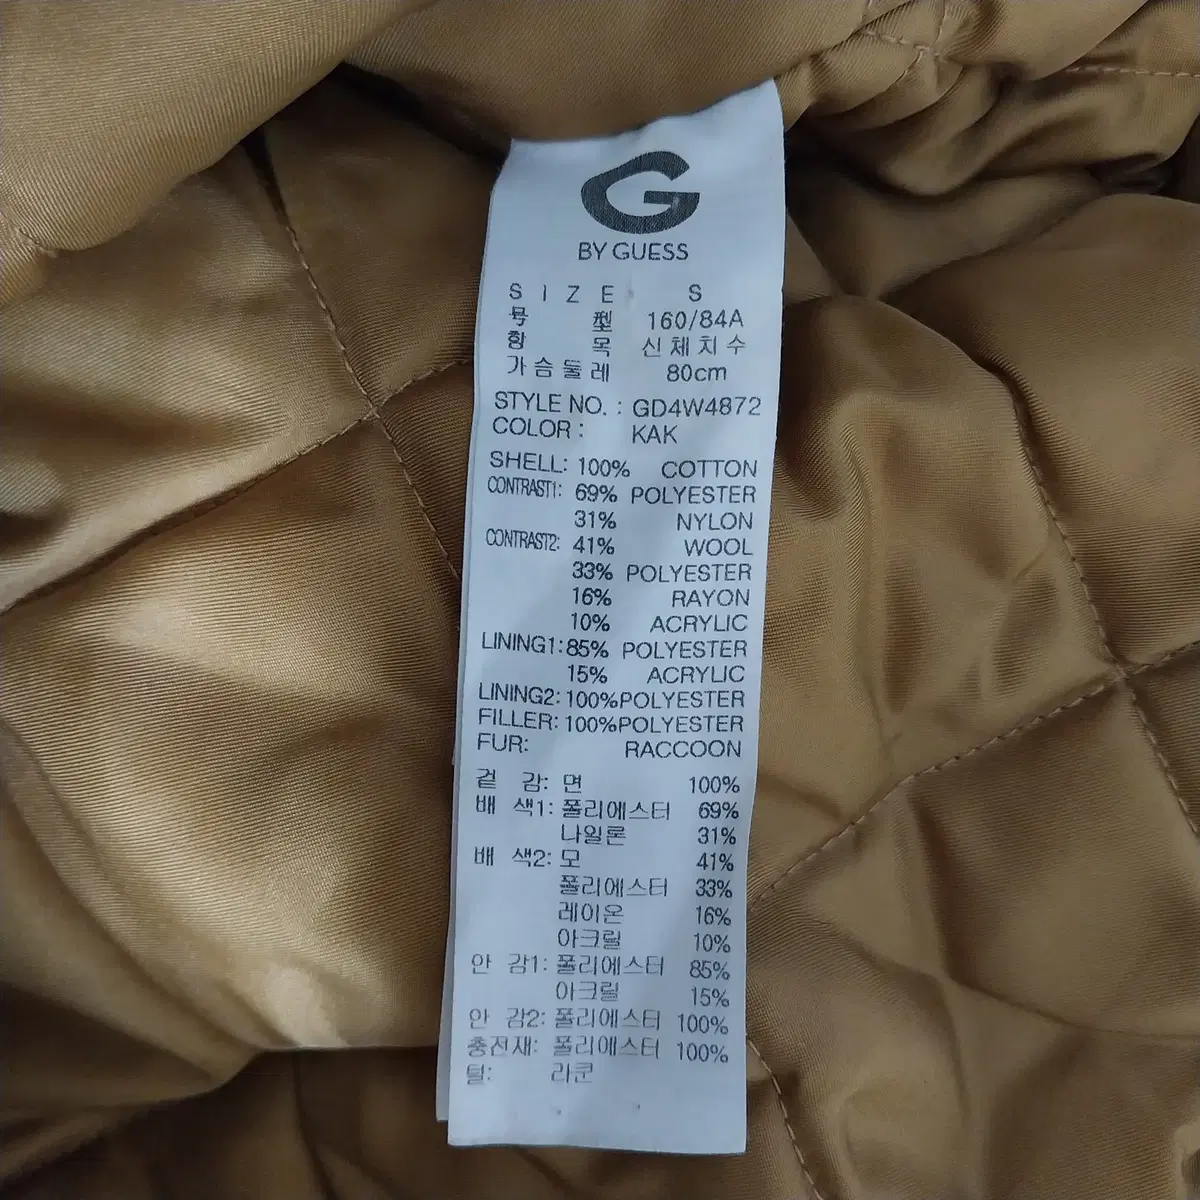 G
BY GUESS
SIZE S
号型 160/84A
항목 신체치수
가슴둘레 80cm
STYLE NO. : GD4W4872
COLOR : KAK
SHELL: 100% COTTON
CONTRAST1: 69% POLYESTER
31% NYLON
CONTRAST2: 41% WOOL
33% POLYESTER
16% RAYON
10% ACRYLIC
LINING1: 85% POLYESTER
15% ACRYLIC
LINING2: 100% POLYESTER
FILLER: 100% POLYESTER
FUR: RACCOON
겉 감: 면 100%
배 색1: 폴리에스터 69%
나일론 31%
배 색2: 모 41%
폴리에스터 33%
레이온 16%
아크릴 10%
안 감1: 폴리에스터 85%
아크릴 15%
안 감2: 폴리에스터 100%
충전재: 폴리에스터 100%
털: 라쿤